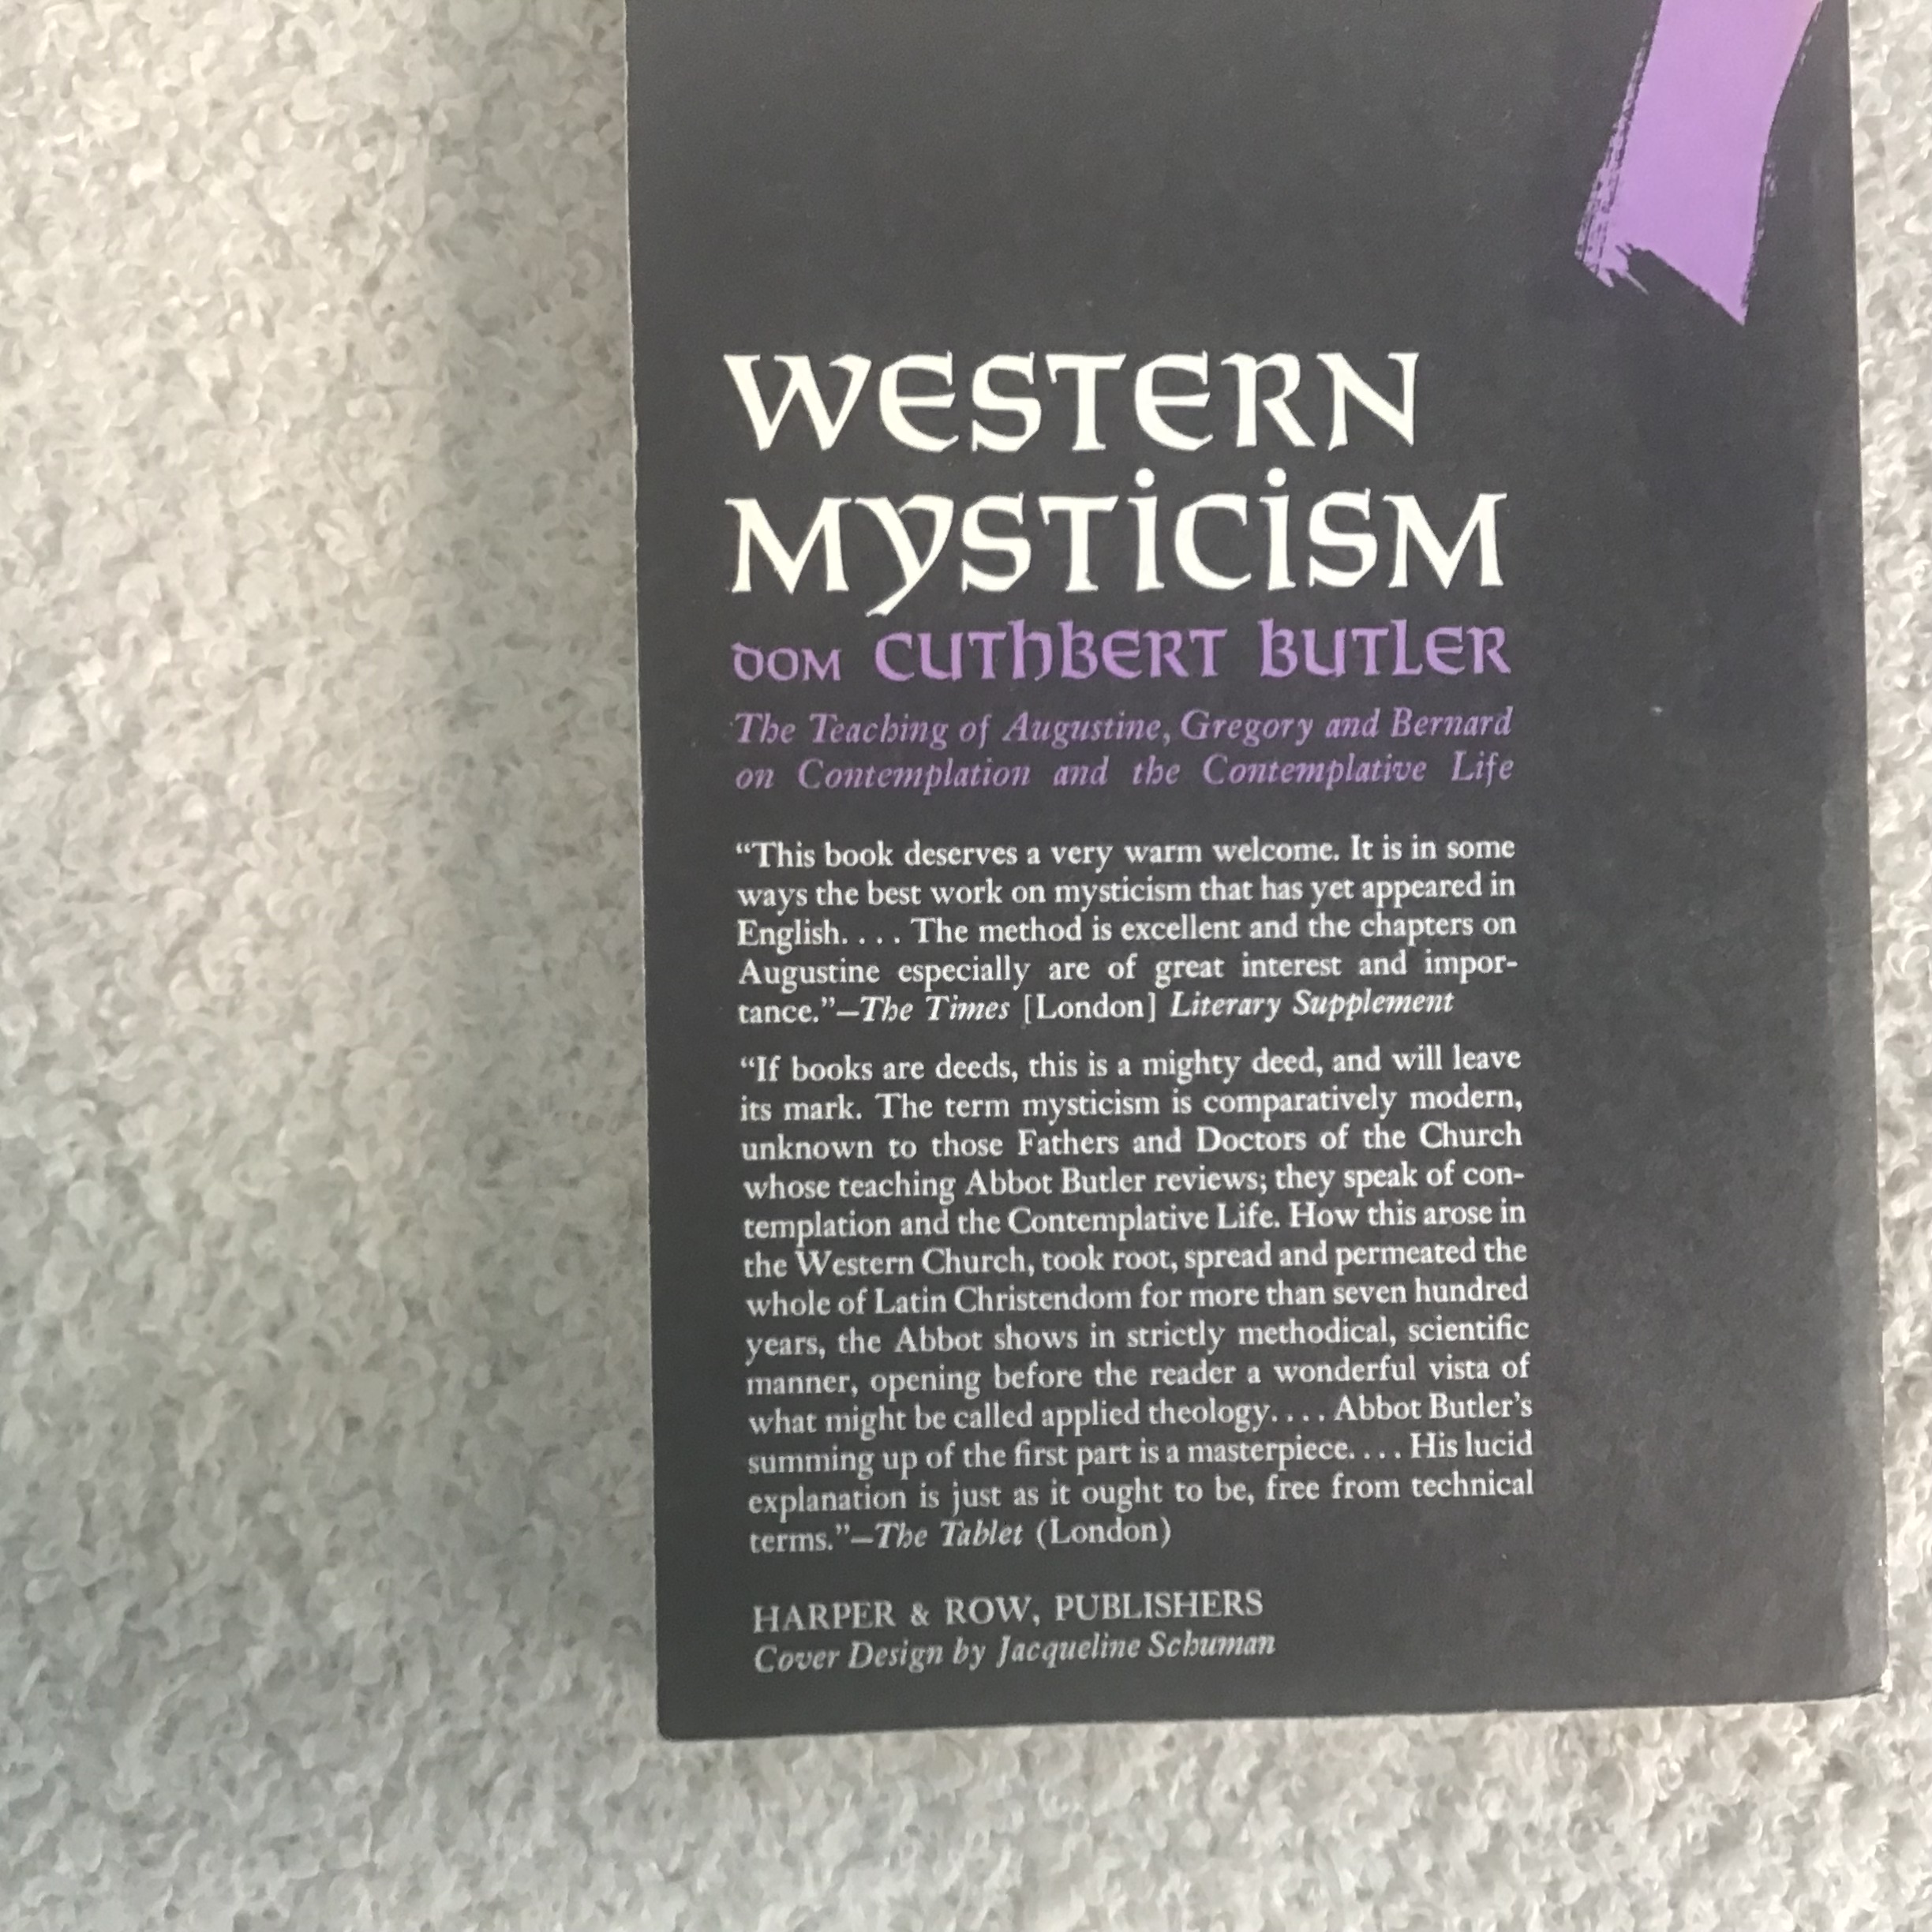 WESTERN
MYSTICISM
DOM CUTHBERT BUTLER
The Teaching of Augustine, Gregory and Bernard
on Contemplation and the Contemplative Life
“This book deserves a very warm welcome. It is in some
ways the best work on mysticism that has yet appeared in
English. . . . The method is excellent and the chapters on
Augustine especially are of great interest and impor-
tance.”—The Times [London] Literary Supplement
“If books are deeds, this is a mighty deed, and will leave
its mark. The term mysticism is comparatively modern,
unknown to those Fathers and Doctors of the Church
whose teaching Abbot Butler reviews; they speak of con-
templation and the Contemplative Life. How this arose in
the Western Church, took root, spread and permeated the
whole of Latin Christendom for more than seven hundred
years, the Abbot shows in strictly methodical, scientific
manner, opening before the reader a wonderful vista of
what might be called applied theology. . . . Abbot Butler’s
summing up of the first part is a masterpiece. . . . His lucid
explanation is just as it ought to be, free from technical
terms.”—The Tablet (London)
HARPER & ROW, PUBLISHERS
Cover Design by Jacqueline Schuman